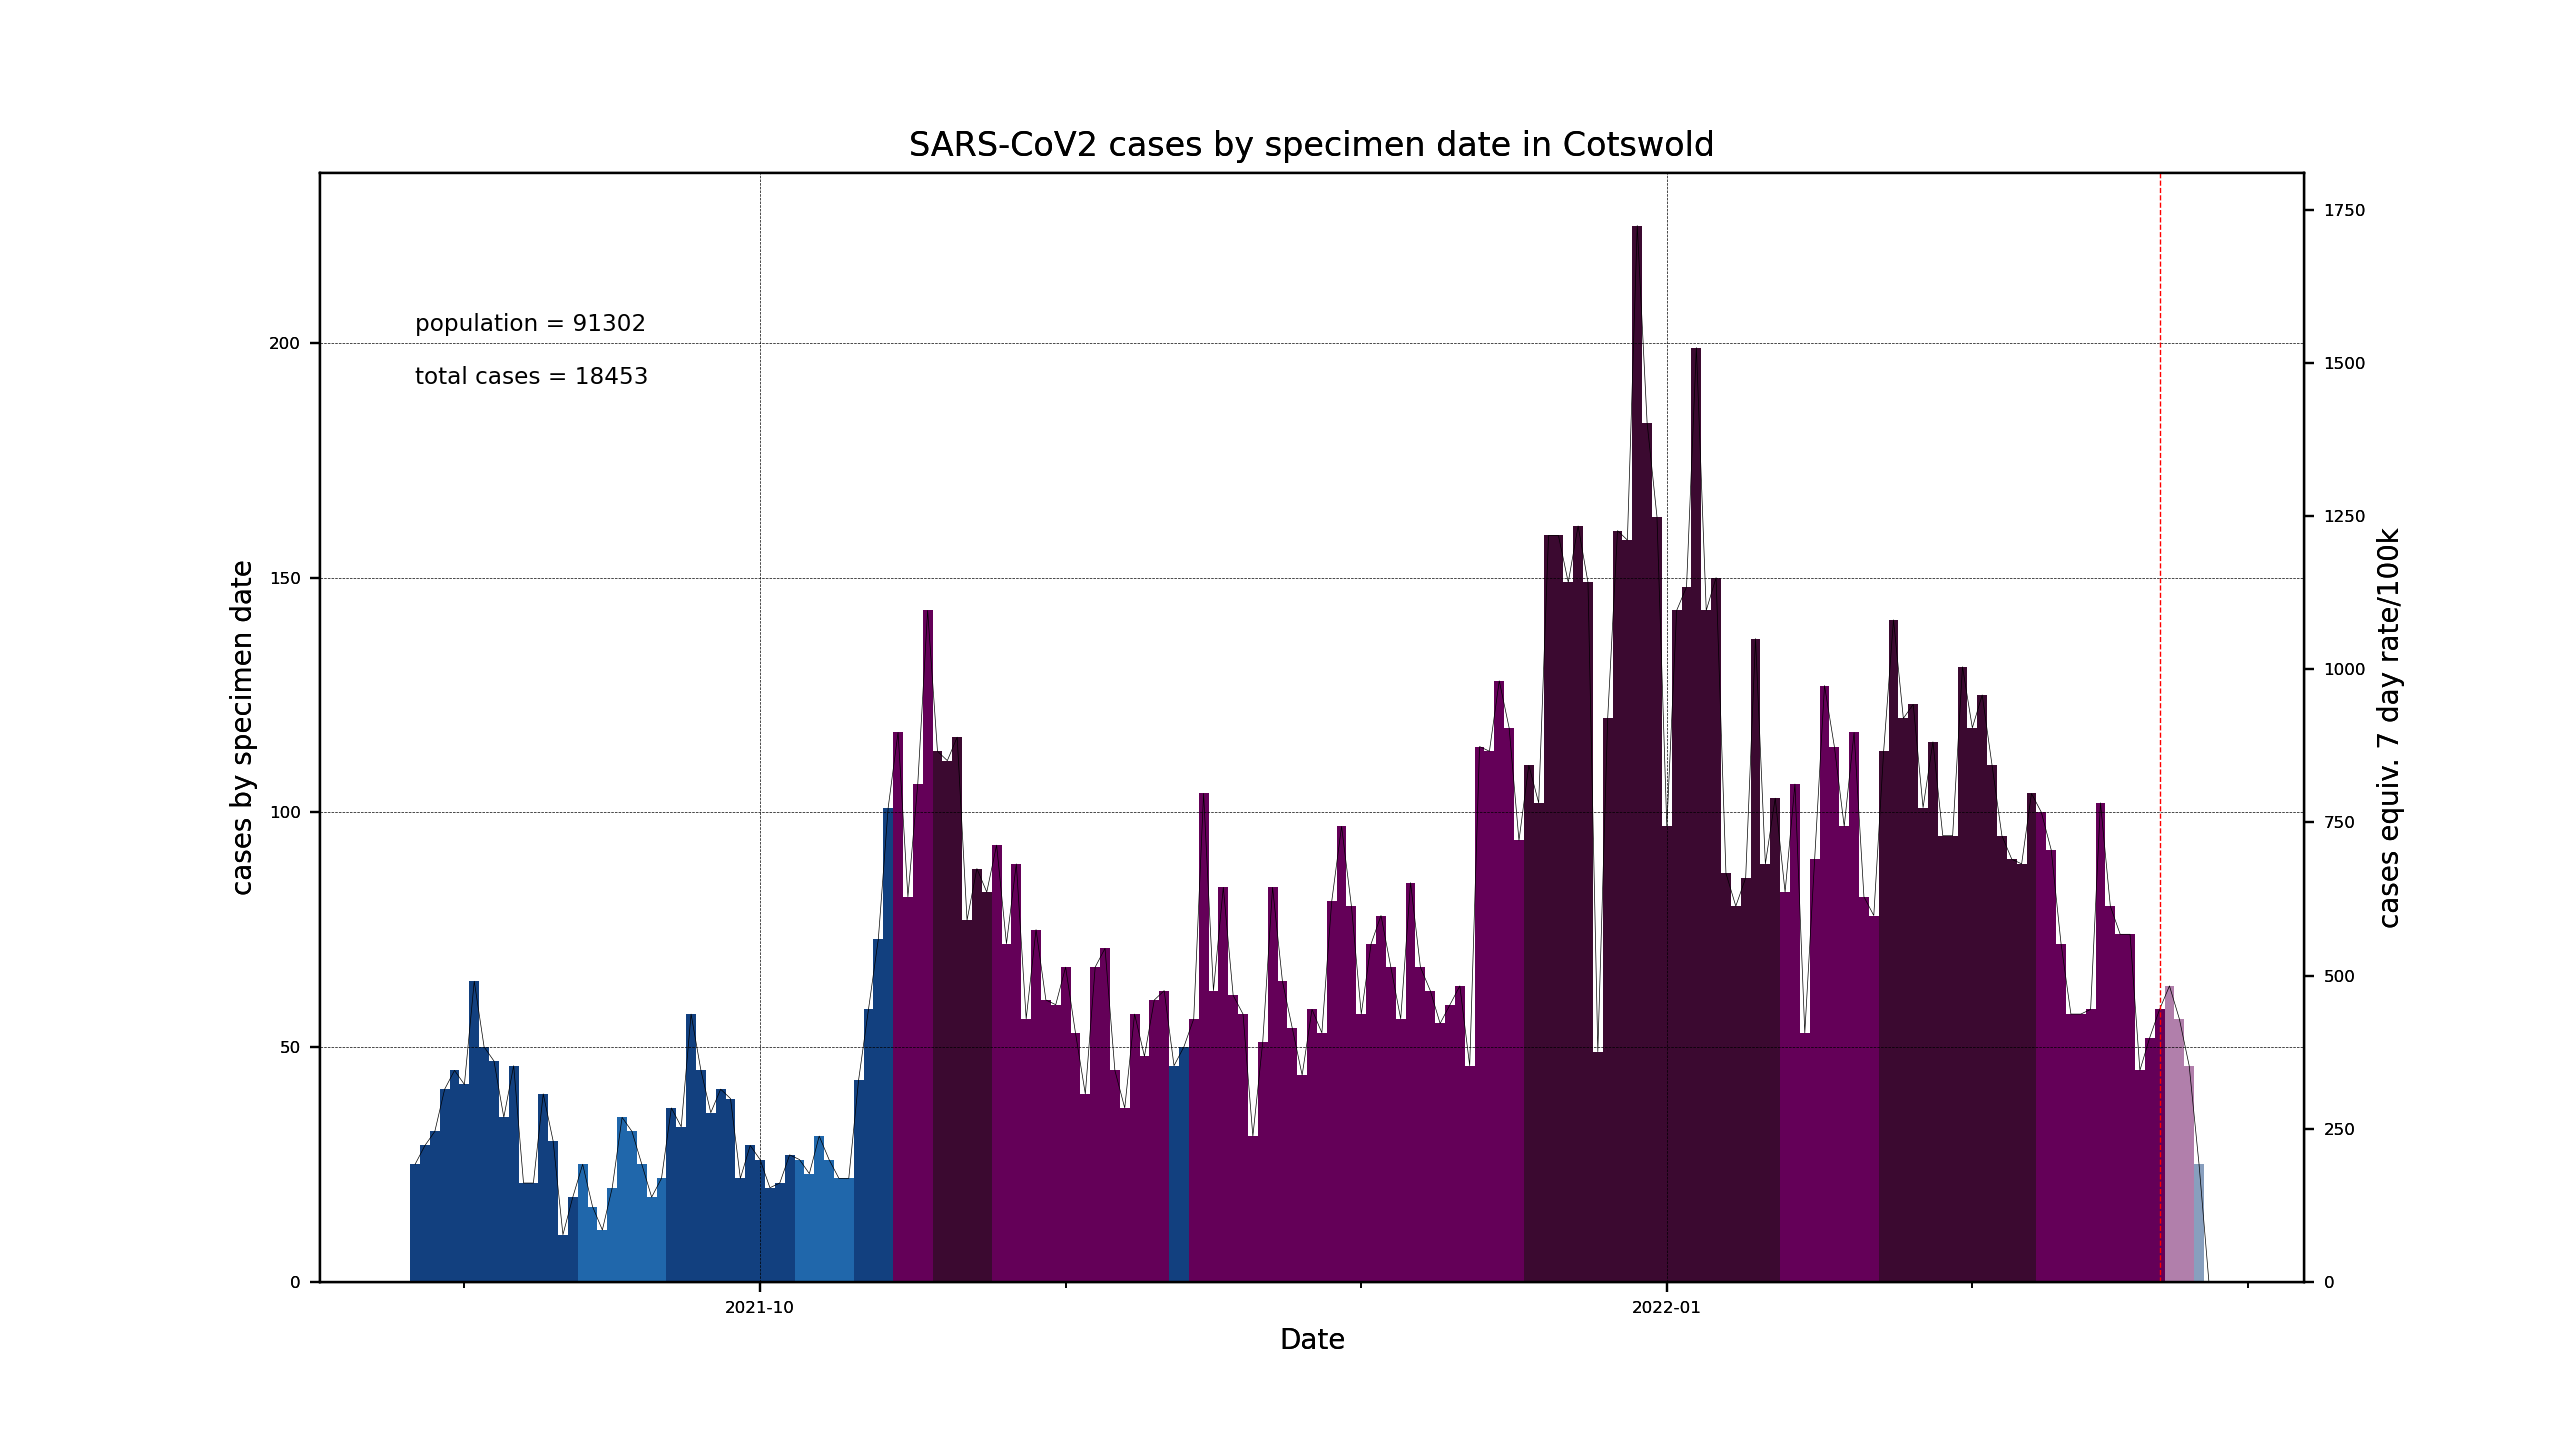 SARS-CoV2 cases by specimen date in Cotswold
population = 91302
total cases = 18453
cases by specimen date
200
150
100
50
0
1750
1500
1250
1000
750
500
250
0
cases equiv. 7 day rate/100k
2021-10
2022-01
Date